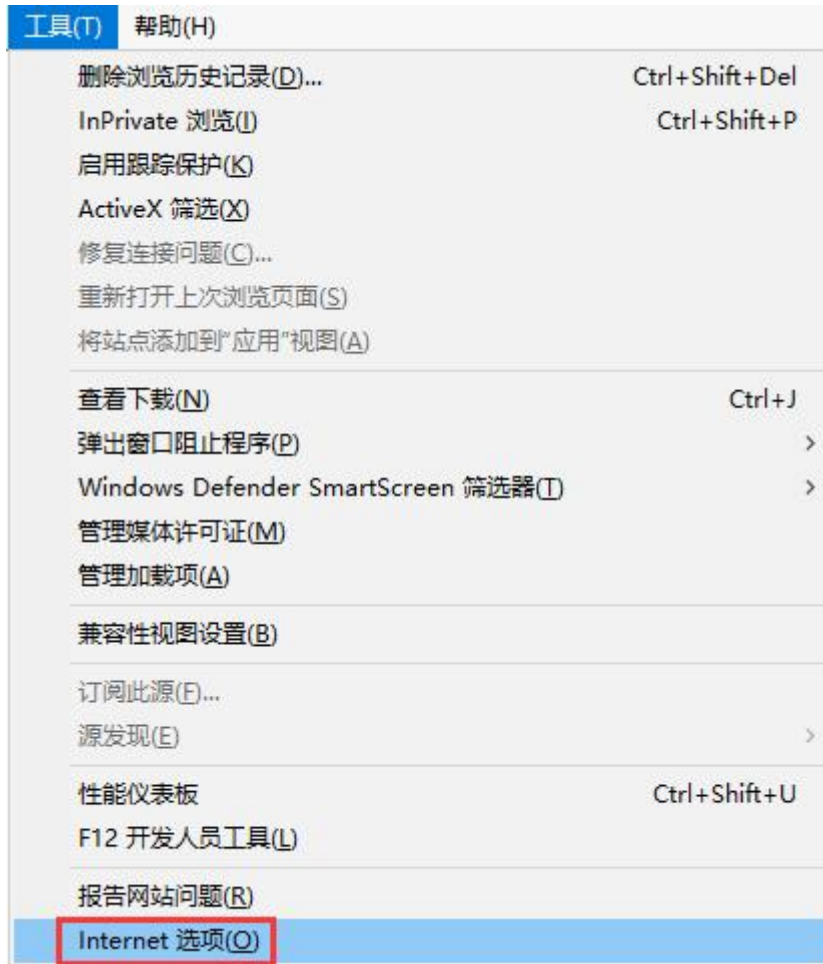 工具(T) 帮助(H)
删除浏览历史记录(D)... Ctrl+Shift+Del
InPrivate 浏览(I) Ctrl+Shift+P
启用跟踪保护(K)
ActiveX 筛选(X)
修复连接问题(C)...
重新打开上次浏览页面(S)
将站点添加到“应用”视图(A)
查看下载(N) Ctrl+J
弹出窗口阻止程序(P)
Windows Defender SmartScreen 筛选器(T)
管理媒体许可证(M)
管理加载项(A)
兼容性视图设置(B)
订阅此源(F)...
源发现(E)
性能仪表板 Ctrl+Shift+U
F12 开发人员工具(L)
报告网站问题(R)
Internet 选项(O)